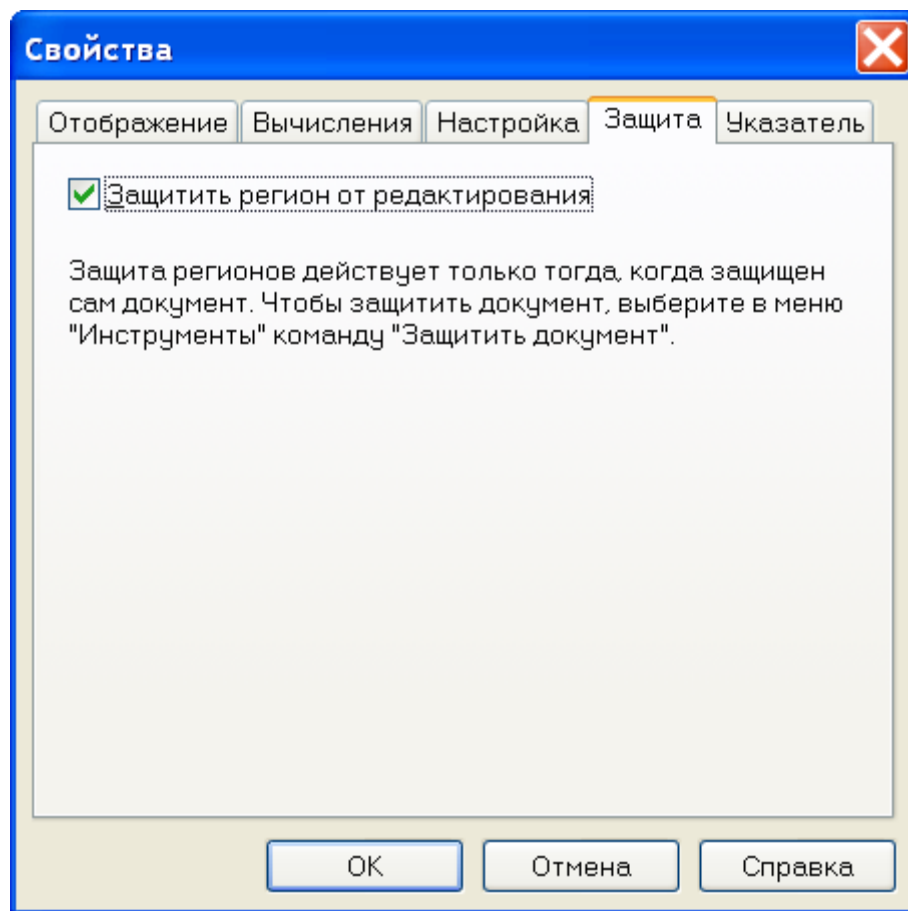 Свойства
Отображение Вычисления Настройка Защита Указатель
Защитить регион от редактирования
Защита регионов действует только тогда, когда защищен
сам документ. Чтобы защитить документ, выберите в меню
"Инструменты" команду "Защитить документ".
OK Отмена Справка